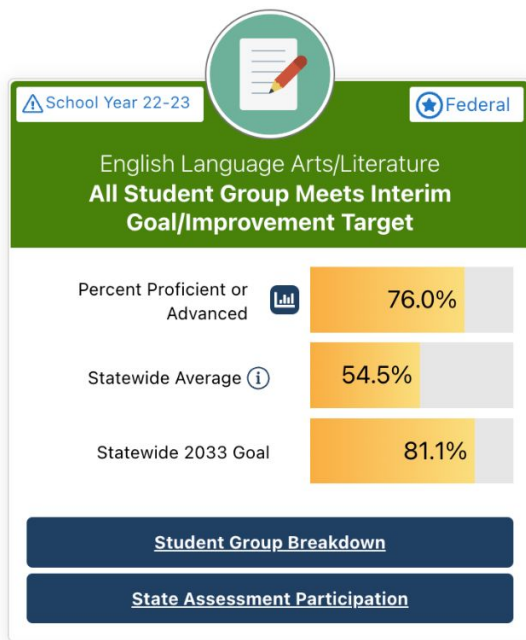 School Year 22-23
Federal
English Language Arts/Literature
All Student Group Meets Interim
Goal/Improvement Target
Percent Proficient or
Advanced
76.0%
Statewide Average
54.5%
Statewide 2033 Goal
81.1%
Student Group Breakdown
State Assessment Participation